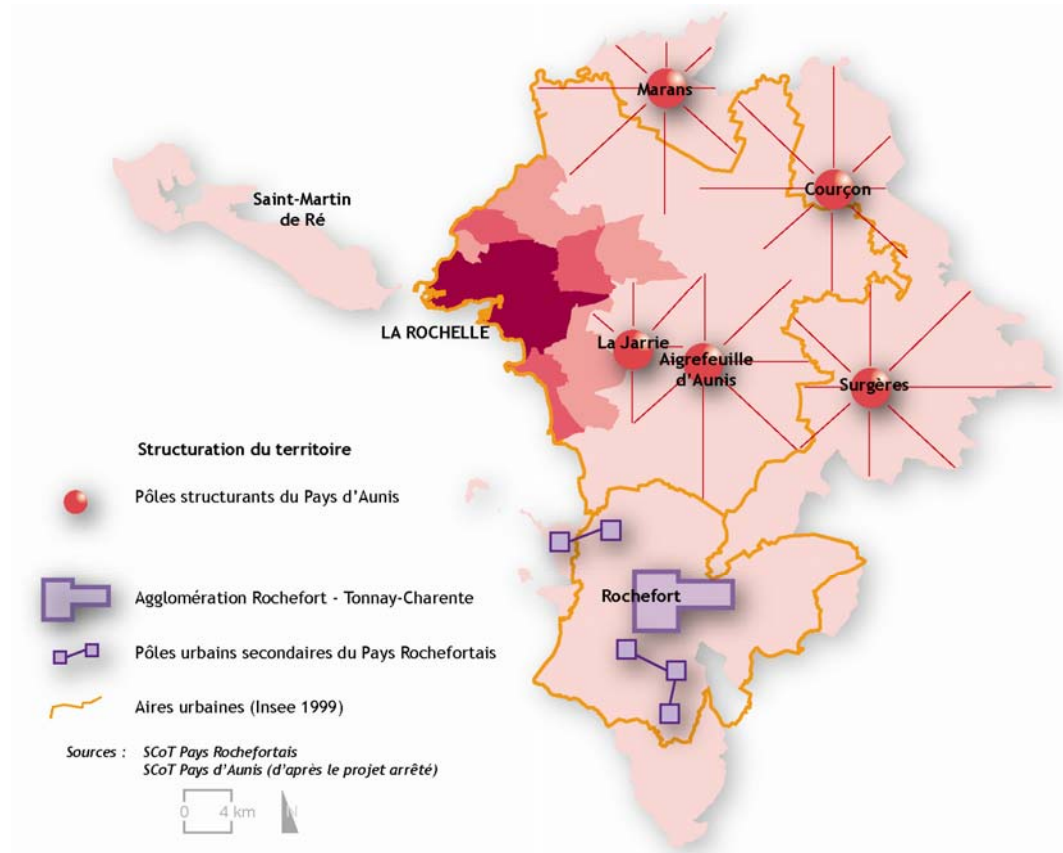 Marans
Courçon
Saint-Martin
de Ré
LA ROCHELLE
La Jarrie
Aigrefeuille
d'Aunis
Surgères
Structuration du territoire
Pôles structurants du Pays d'Aunis
Agglomération Rochefort - Tonnay-Charente
Rochefort
Pôles urbains secondaires du Pays Rochefortais
Aires urbaines (Insee 1999)
Sources : SCoT Pays Rochefortais
SCoT Pays d'Aunis (d'après le projet arrêté)
0 4 km N